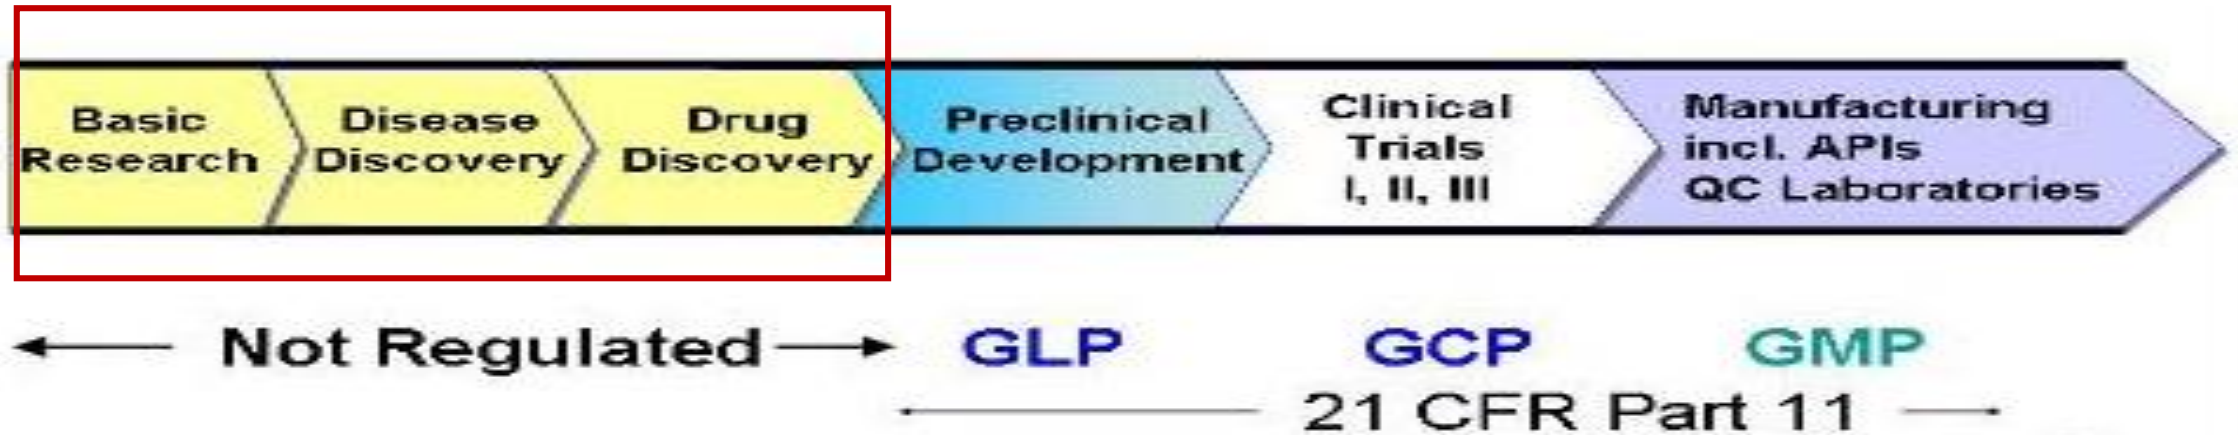 Basic
Research
Disease
Discovery
Drug
Discovery
Preclinical
Development
Clinical
Trials
I, II, III
Manufacturing
incl. APIs
QC Laboratories
Not Regulated
GLP
GCP
GMP
21 CFR Part 11